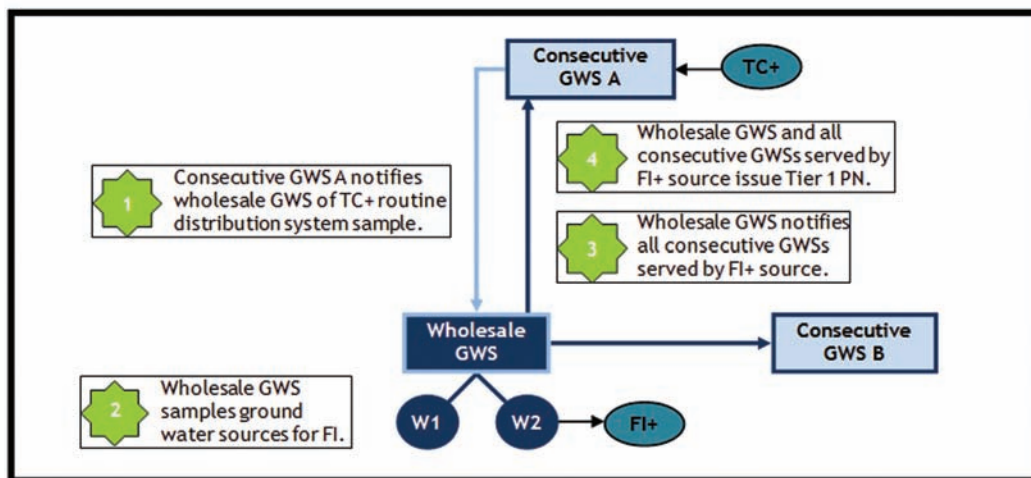 Consecutive
GWS A
TC+
1
Consecutive GWS A notifies
wholesale GWS of TC+ routine
distribution system sample.
4
Wholesale GWS and all
consecutive GWSs served by
FI+ source issue Tier 1 PN.
3
Wholesale GWS notifies
all consecutive GWSs
served by FI+ source.
Wholesale
GWS
Consecutive
GWS B
2
Wholesale GWS
samples ground
water sources for FI.
W1
W2
FI+